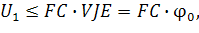 U₁ ≤ FC · VJE = FC · φ₀,